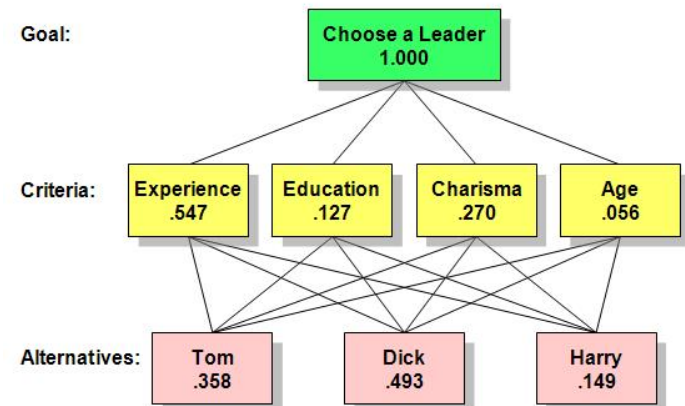 Goal:
Choose a Leader
1.000
Criteria:
Experience
.547
Education
.127
Charisma
.270
Age
.056
Alternatives:
Tom
.358
Dick
.493
Harry
.149